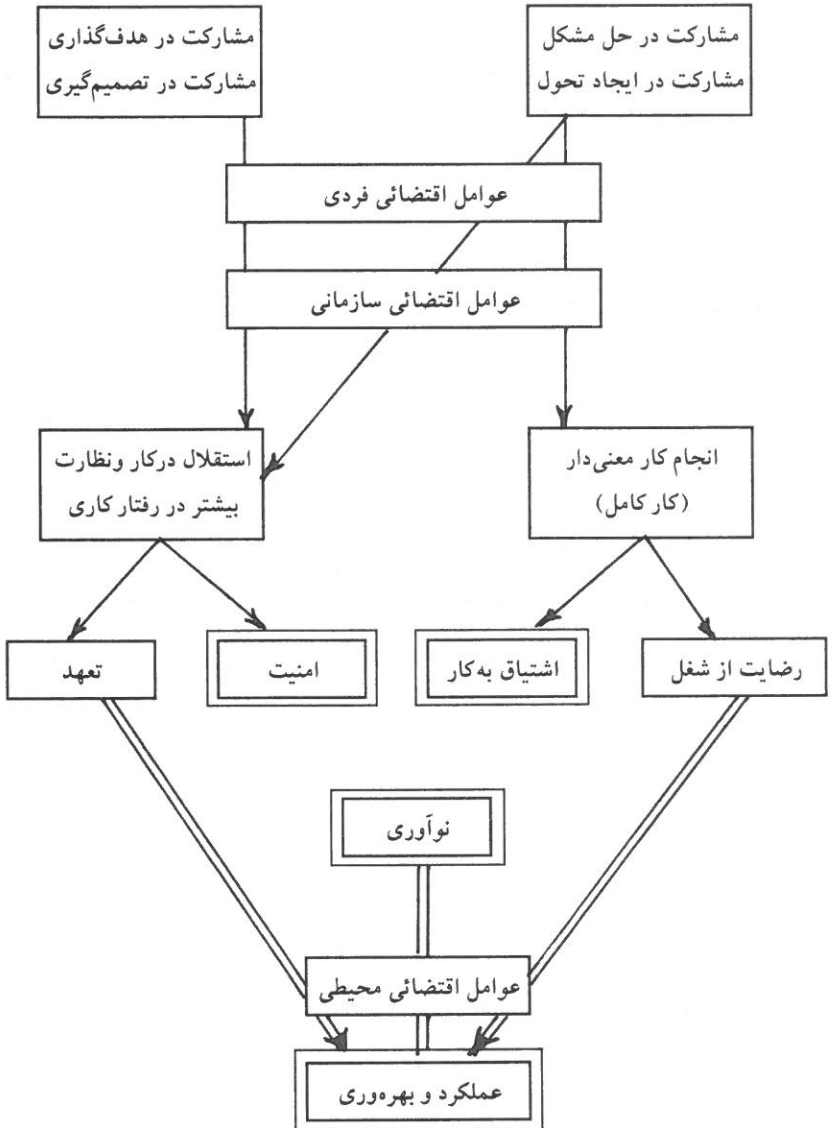 مشارکت در حل مشکل
مشارکت در ایجاد تحول
مشارکت در هدف‌گذاری
مشارکت در تصمیم‌گیری
عوامل اقتضائی فردی
عوامل اقتضائی سازمانی
انجام کار معنی‌دار
(کار کامل)
استقلال درکار ونظارت
بیشتر در رفتار کاری
رضایت از شغل
اشتیاق به‌کار
امنیت
تعهد
نوآوری
عوامل اقتضائی محیطی
عملکرد و بهره‌وری